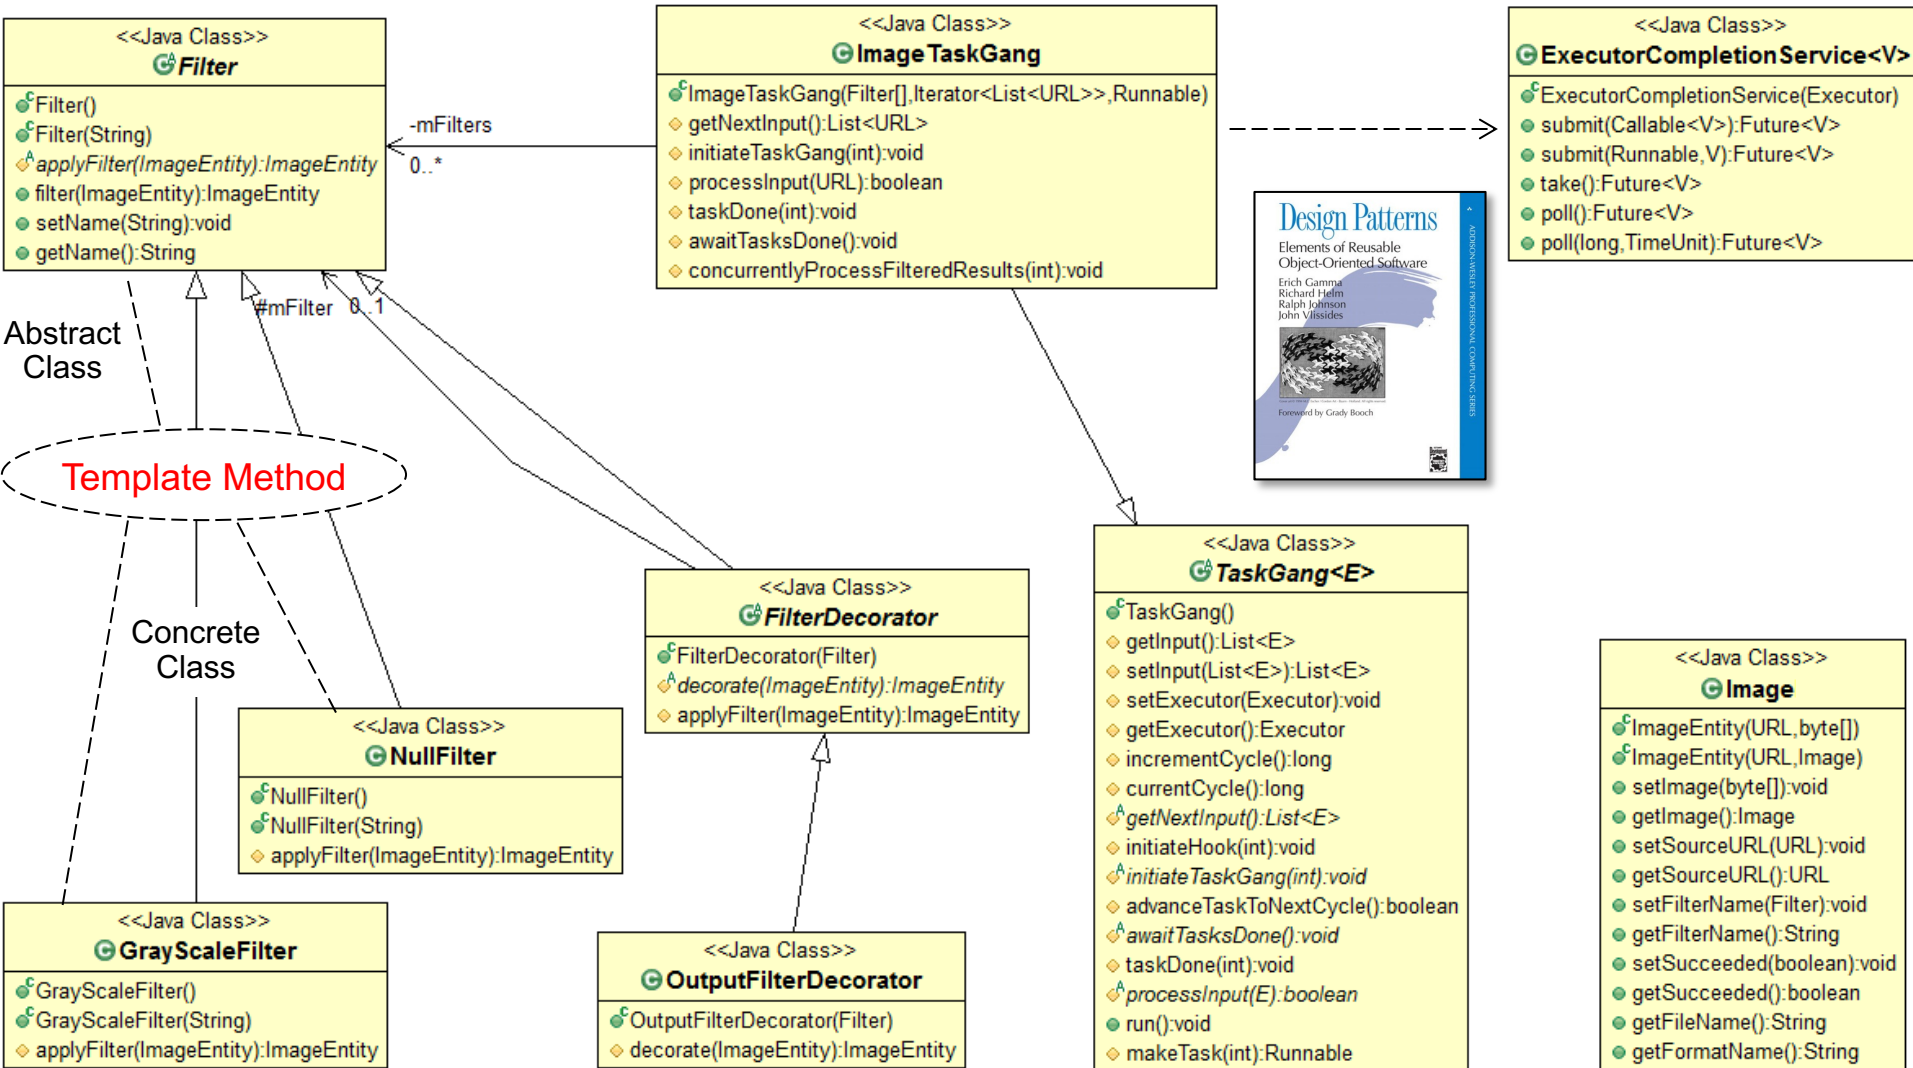 <<Java Class>>
Filter
Filter()
Filter(String)
applyFilter(ImageEntity):ImageEntity
filter(ImageEntity):ImageEntity
setName(String):void
getName():String
-mFilters
0..*
<<Java Class>>
ImageTaskGang
ImageTaskGang(Filter[],Iterator<List<URL>>,Runnable)
getNextInput():List<URL>
initiateTaskGang(int):void
processInput(URL):boolean
taskDone(int):void
awaitTasksDone():void
concurrentlyProcessFilteredResults(int):void
<<Java Class>>
ExecutorCompletionService<V>
ExecutorCompletionService(Executor)
submit(Callable<V>):Future<V>
submit(Runnable,V):Future<V>
take():Future<V>
poll():Future<V>
poll(long,TimeUnit):Future<V>
Design Patterns
Elements of Reusable
Object-Oriented Software
Erich Gamma
Richard Helm
Ralph Johnson
John Vlissides
Foreword by Grady Booch
ADDISON-WESLEY PROFESSIONAL COMPUTING SERIES
#mFilter 0..1
Abstract
Class
Template Method
Concrete
Class
<<Java Class>>
FilterDecorator
FilterDecorator(Filter)
decorate(ImageEntity):ImageEntity
applyFilter(ImageEntity):ImageEntity
<<Java Class>>
NullFilter
NullFilter()
NullFilter(String)
applyFilter(ImageEntity):ImageEntity
<<Java Class>>
GrayScaleFilter
GrayScaleFilter()
GrayScaleFilter(String)
applyFilter(ImageEntity):ImageEntity
<<Java Class>>
OutputFilterDecorator
OutputFilterDecorator(Filter)
decorate(ImageEntity):ImageEntity
<<Java Class>>
TaskGang<E>
TaskGang()
getInput():List<E>
setInput(List<E>):List<E>
setExecutor(Executor):void
getExecutor():Executor
incrementCycle():long
currentCycle():long
getNextInput():List<E>
initiateHook(int):void
initiateTaskGang(int):void
advanceTaskToNextCycle():boolean
awaitTasksDone():void
taskDone(int):void
processInput(E):boolean
run():void
makeTask(int):Runnable
<<Java Class>>
Image
ImageEntity(URL,byte[])
ImageEntity(URL,Image)
setImage(byte[]):void
getImage():Image
setSourceURL(URL):void
getSourceURL():URL
setFilterName(Filter):void
getFilterName():String
setSucceeded(boolean):void
getSucceeded():boolean
getFileName():String
getFormatName():String